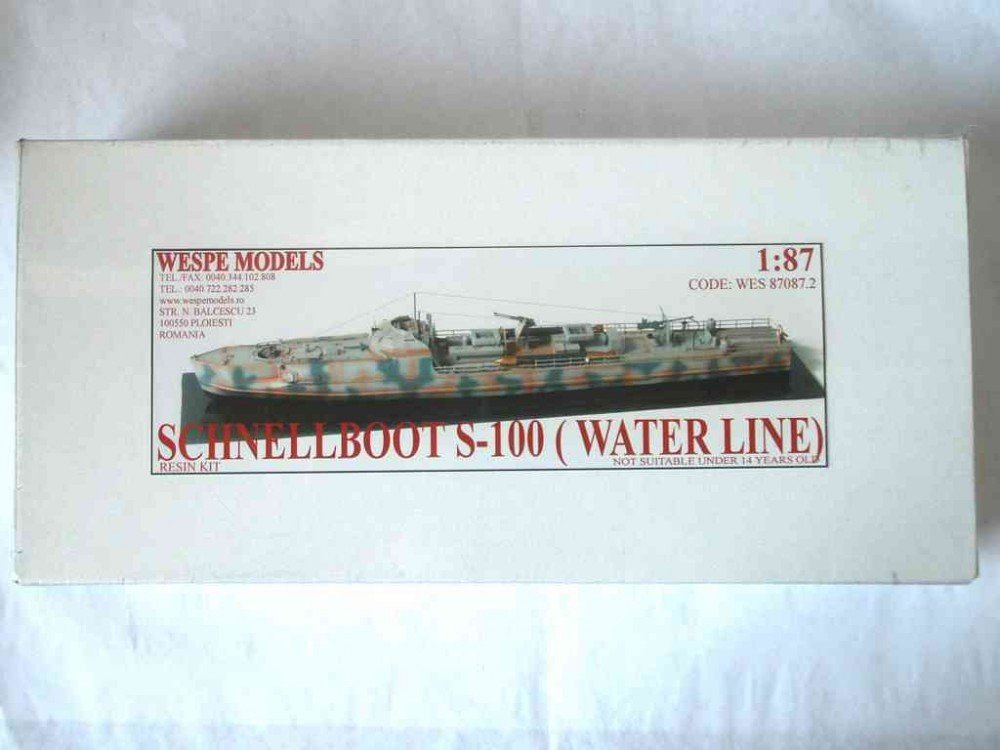 WESPE MODELS
TEL./FAX: 0040.344.102.808
TEL.: 0040.722.282.285
www.wespemodels.ro
STR. N. BALCESCU 23
100550 PLOIESTI
ROMANIA
1:87
CODE: WES 87087.2
SCHNELLBOOT S-100 ( WATER LINE)
RESIN KIT
NOT SUITABLE UNDER 14 YEARS OLD